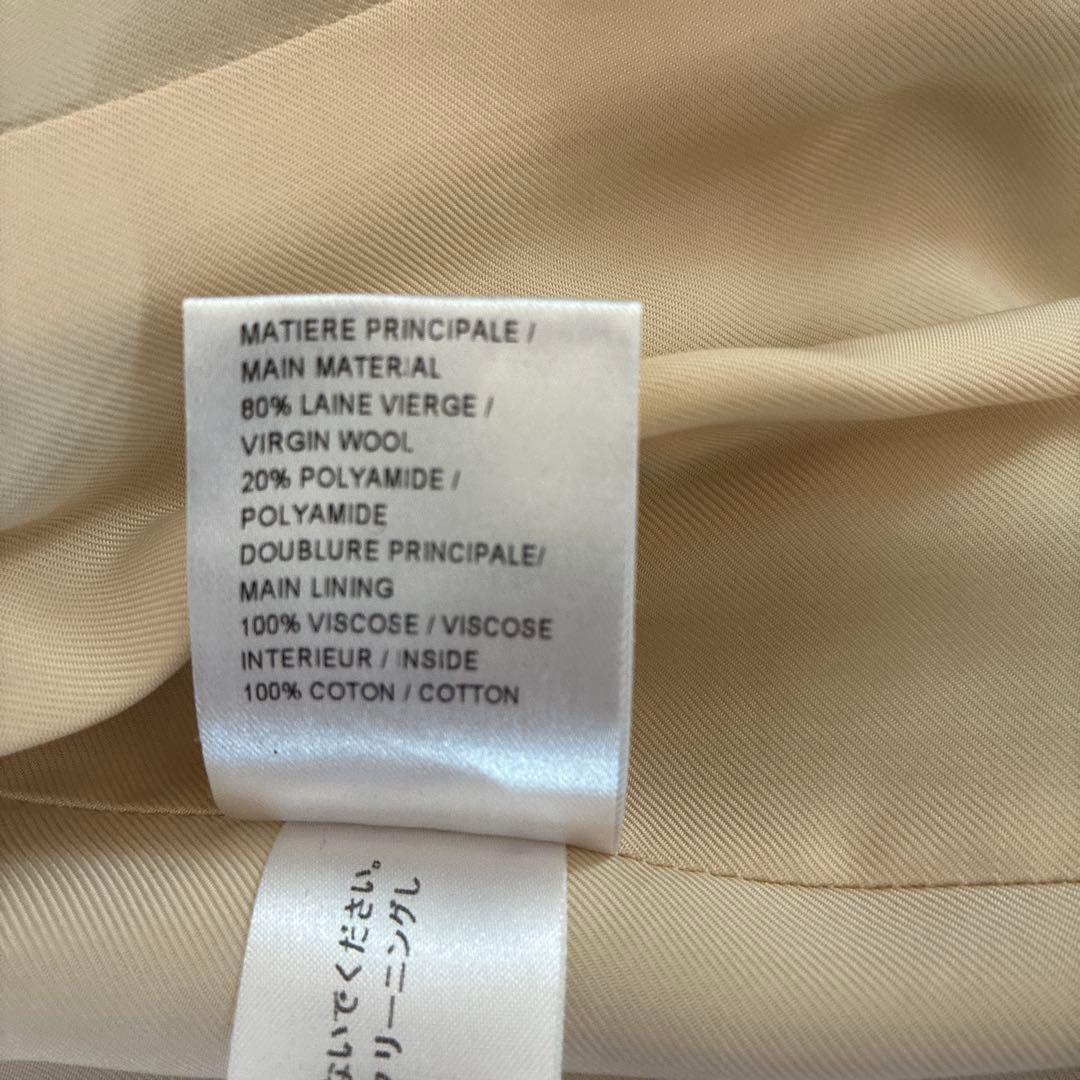 MATIERE PRINCIPALE /
MAIN MATERIAL
80% LAINE VIERGE /
VIRGIN WOOL
20% POLYAMIDE /
POLYAMIDE
DOUBLURE PRINCIPALE/
MAIN LINING
100% VISCOSE / VISCOSE
INTERIEUR / INSIDE
100% COTON / COTTON
ないでください。
クリーニングし